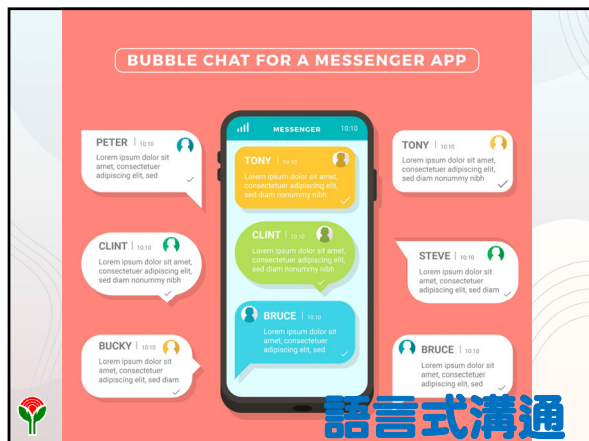 BUBBLE CHAT FOR A MESSENGER APP
MESSENGER 10:10
PETER | 10:10
Lorem ipsum dolor sit
amet, consectetuer
adipiscing elit, sed
CLINT | 10:10
Lorem ipsum dolor sit
amet, consectetuer
adipiscing elit, sed
diam nonummy nibh
BUCKY | 10:10
Lorem ipsum dolor sit
amet, consectetuer
adipiscing elit, sed diam
TONY | 10:10
Lorem ipsum dolor sit
amet, consectetuer
adipiscing elit,
sed diam nonummy nibh
CLINT | 10:10
Lorem ipsum dolor sit amet,
consectetuer adipiscing elit,
sed diam nonummy nibh
BRUCE | 10:10
Lorem ipsum dolor sit
amet, consectetuer
adipiscing elit, sed
TONY | 10:10
Lorem ipsum dolor sit
amet, consectetuer
adipiscing elit, sed
diam nonummy nibh
STEVE | 10:10
Lorem ipsum dolor sit
amet, consectetuer
adipiscing elit, sed diam
BRUCE | 10:10
Lorem ipsum dolor sit
amet, consectetuer
adipiscing elit, sed
語言式溝通